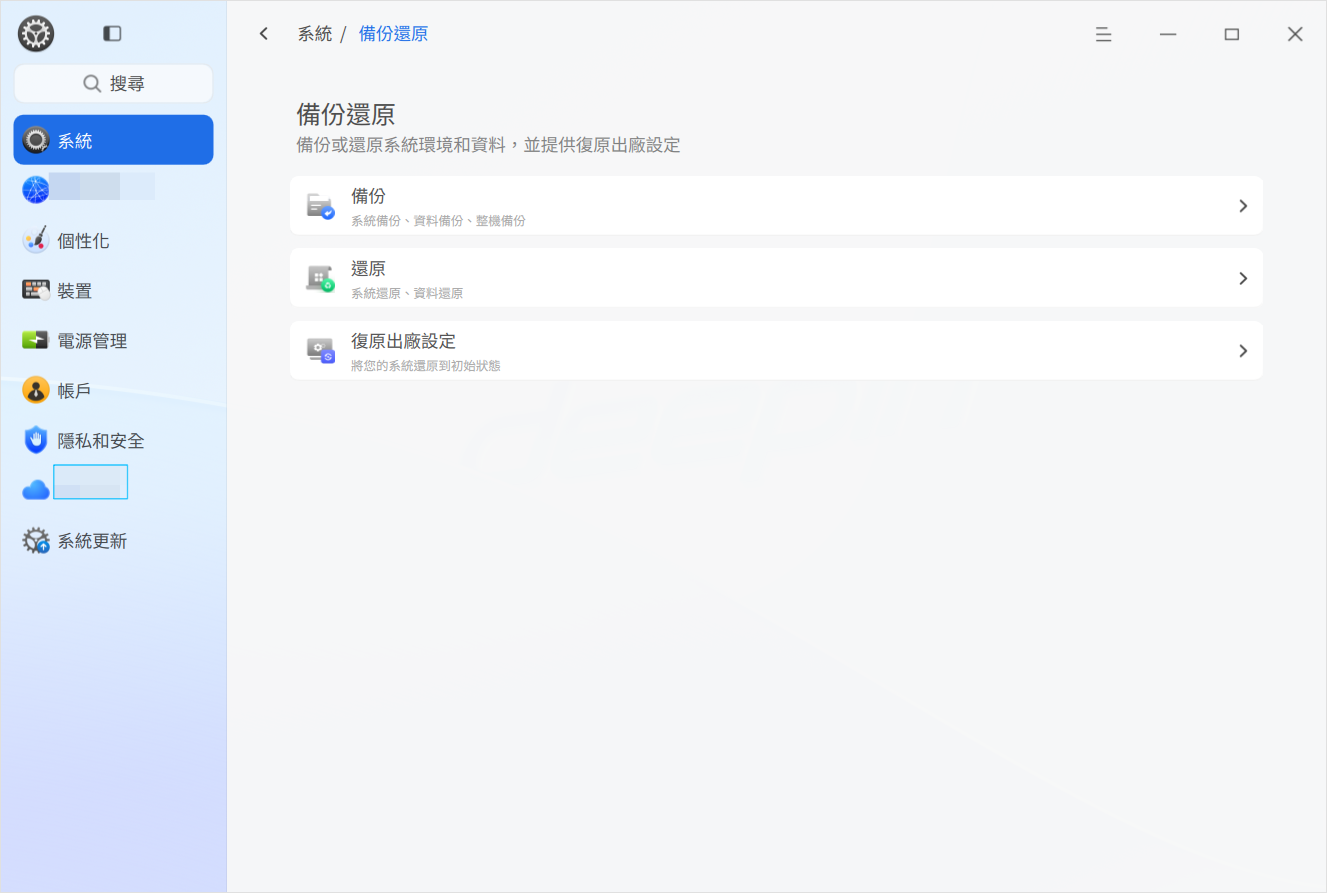 搜尋
系統
個性化
裝置
電源管理
帳戶
隱私和安全
系統更新
系統 / 備份還原
備份還原
備份或還原系統環境和資料，並提供復原出廠設定
備份
系統備份、資料備份、整機備份
還原
系統還原、資料還原
復原出廠設定
將您的系統還原到初始狀態